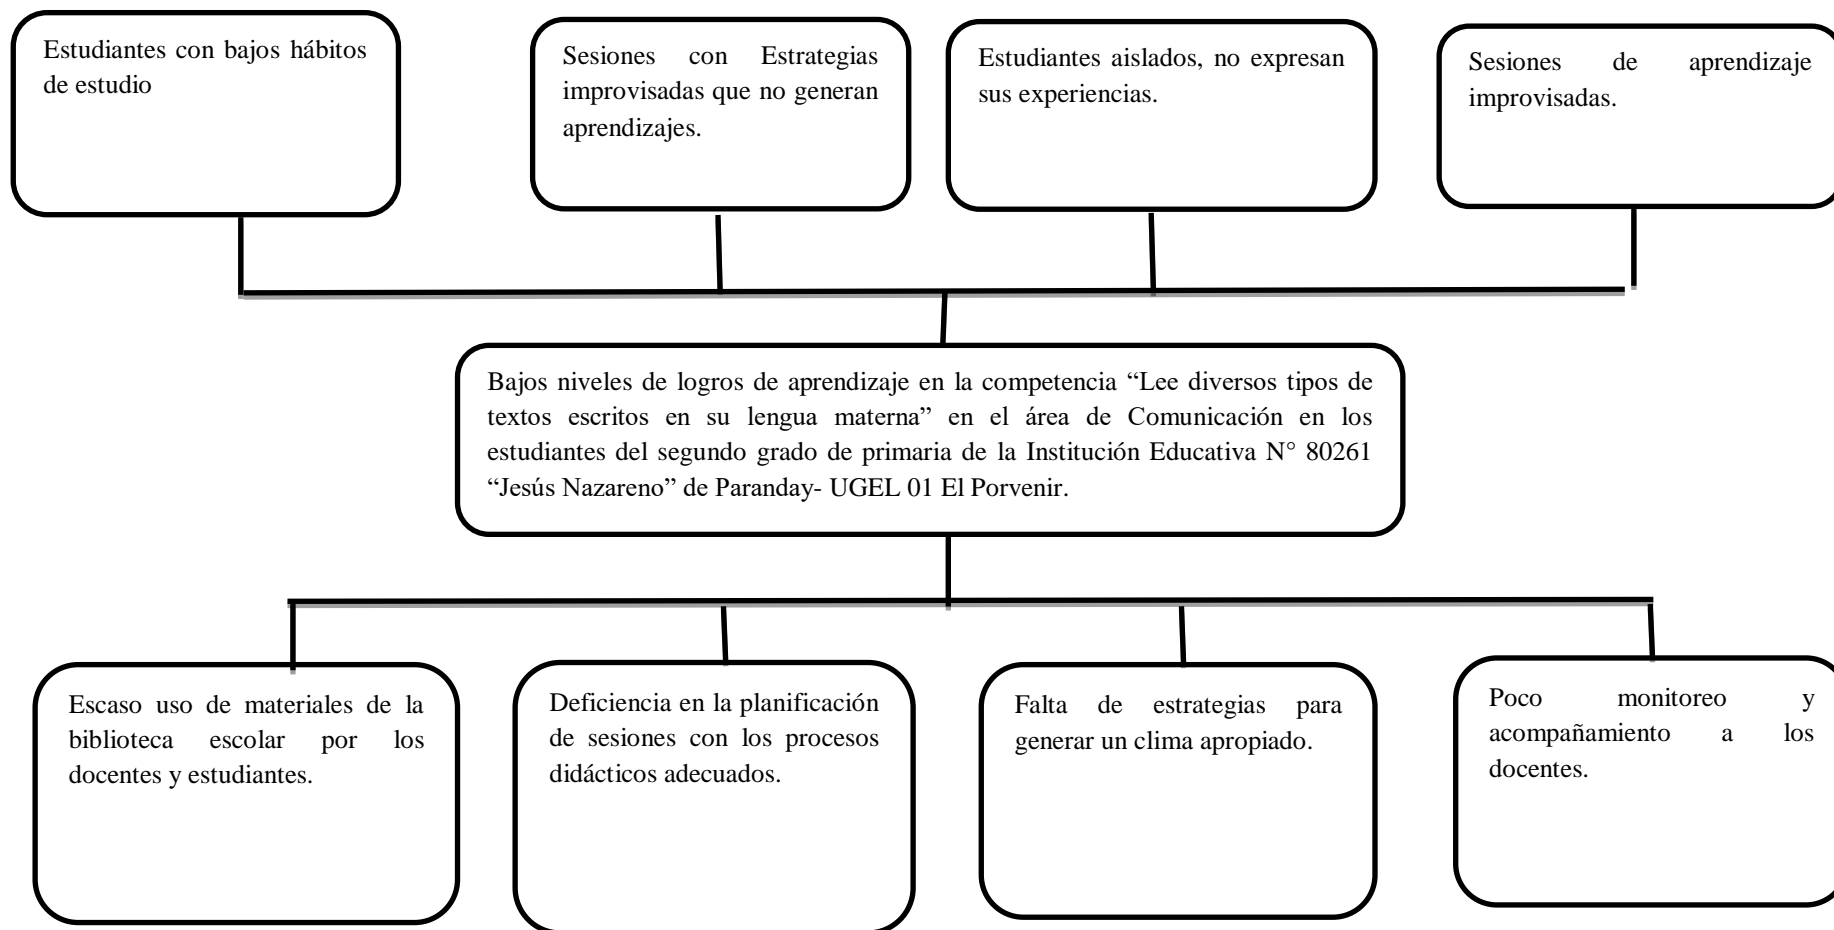 Estudiantes con bajos hábitos
de estudio
Sesiones con Estrategias
improvisadas que no generan
aprendizajes.
Estudiantes aislados, no expresan
sus experiencias.
Sesiones de aprendizaje
improvisadas.
Bajos niveles de logros de aprendizaje en la competencia “Lee diversos tipos de
textos escritos en su lengua materna” en el área de Comunicación en los
estudiantes del segundo grado de primaria de la Institución Educativa N° 80261
“Jesús Nazareno” de Paranday- UGEL 01 El Porvenir.
Escaso uso de materiales de la
biblioteca escolar por los
docentes y estudiantes.
Deficiencia en la planificación
de sesiones con los procesos
didácticos adecuados.
Falta de estrategias para
generar un clima apropiado.
Poco monitoreo y
acompañamiento a los
docentes.